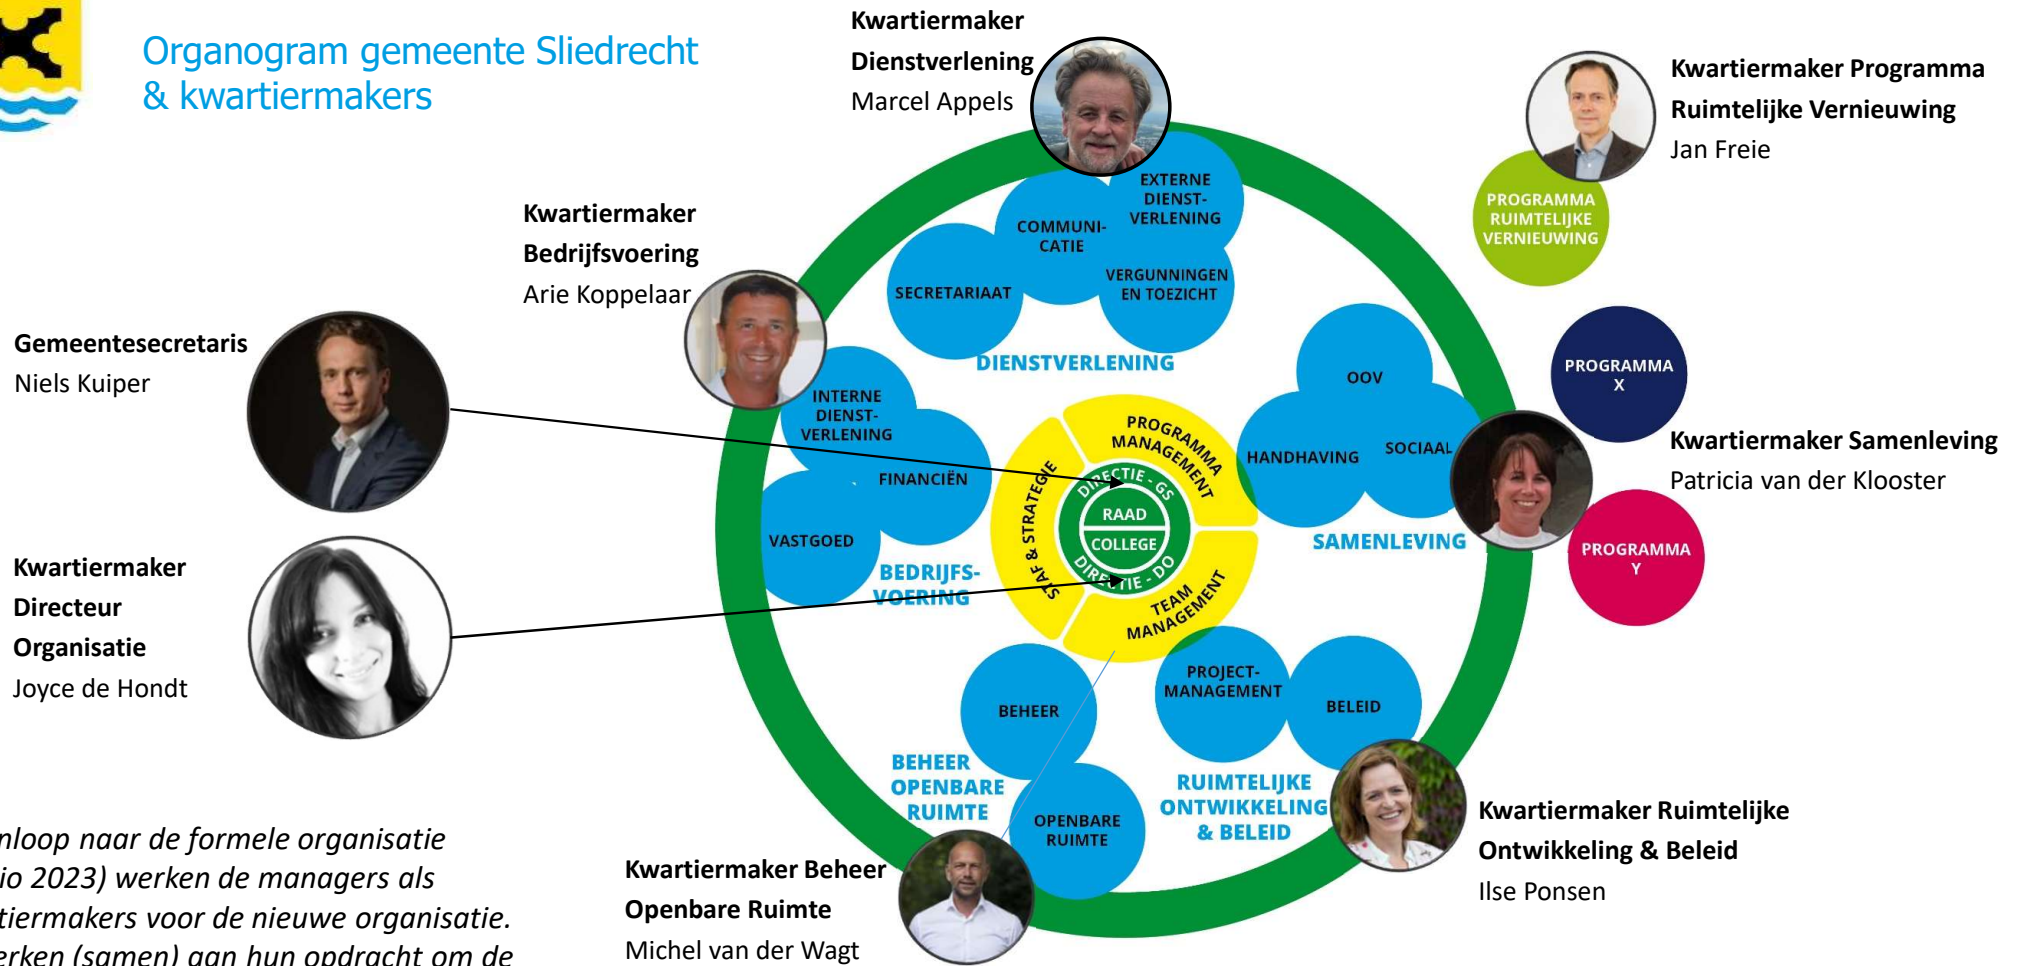 Organogram gemeente Sliedrecht
& kwartiermakers
Kwartiermaker
Dienstverlening
Marcel Appels
Kwartiermaker Programma
Ruimtelijke Vernieuwing
Jan Freie
Kwartiermaker
Bedrijfsvoering
Arie Koppelaar
Gemeentesecretaris
Niels Kuiper
Kwartiermaker
Directeur
Organisatie
Joyce de Hondt
EXTERNE
DIENST-
VERLENING
COMMUNI-
CATIE
SECRETARIAAT
VERGUNNINGEN
EN TOEZICHT
DIENSTVERLENING
PROGRAMMA
RUIMTELIJKE
VERNIEUWING
PROGRAMMA
X
PROGRAMMA
Y
INTERNE
DIENST-
VERLENING
FINANCIËN
VASTGOED
BEDRIJFS-
VOERING
OOV
HANDHAVING
SOCIAAL
SAMENLEVING
Kwartiermaker Samenleving
Patricia van der Klooster
PROGRAMMA
MANAGEMENT
STAF & STRATEGIE
DIRECTIE - GS
RAAD
COLLEGE
DIRECTIE - DO
TEAM
MANAGEMENT
BEHEER
OPENBARE
RUIMTE
BEHEER
OPENBARE
RUIMTE
PROJECT-
MANAGEMENT
BELEID
RUIMTELIJKE
ONTWIKKELING
& BELEID
Kwartiermaker Ruimtelijke
Ontwikkeling & Beleid
Ilse Ponsen
Kwartiermaker Beheer
Openbare Ruimte
Michel van der Wagt
nloop naar de formele organisatie
io 2023) werken de managers als
tiermakers voor de nieuwe organisatie.
erken (samen) aan hun opdracht om de